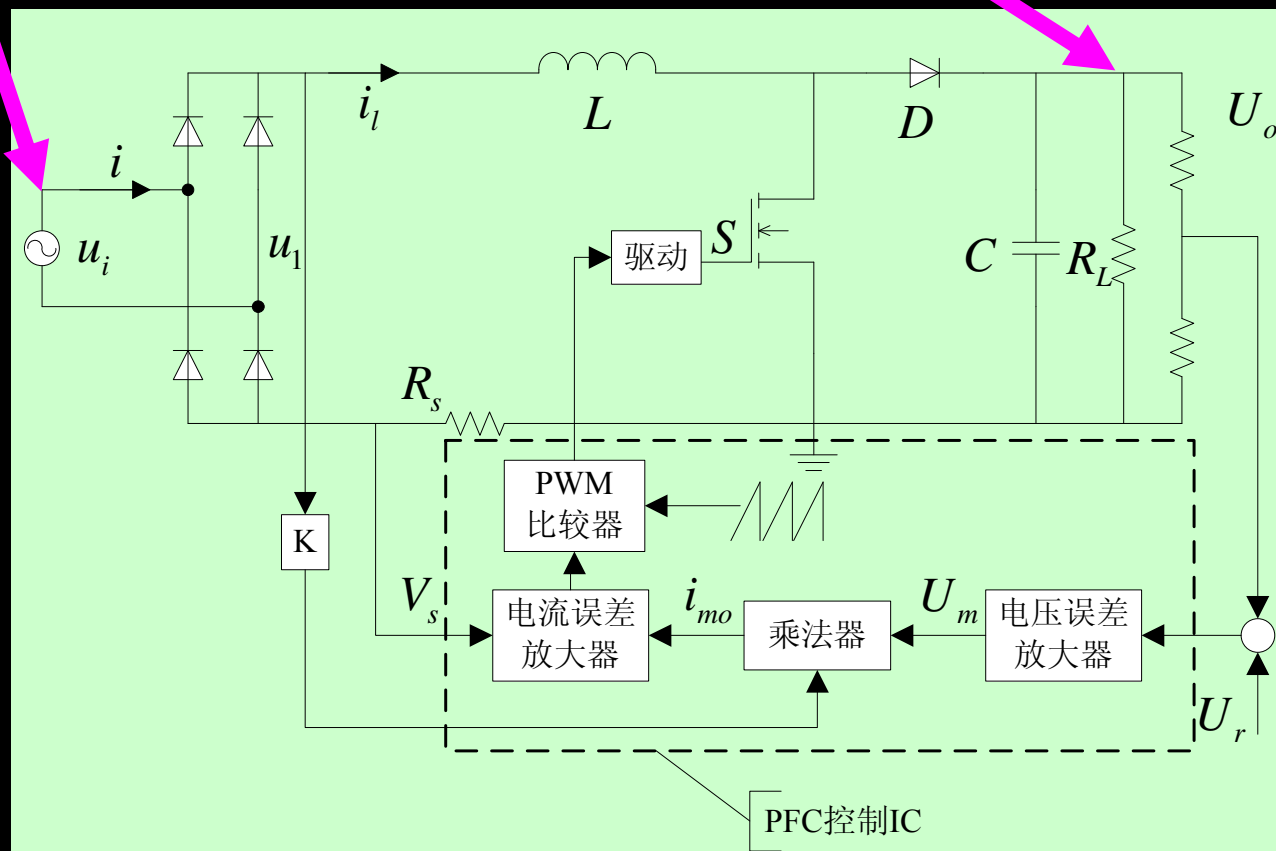 i_l
L
D
U_o
i
u_i
u_1
驱动
S
C
R_L
R_s
PWM
比较器
K
V_s
电流误差
放大器
i_{mo}
乘法器
U_m
电压误差
放大器
U_r
PFC控制IC